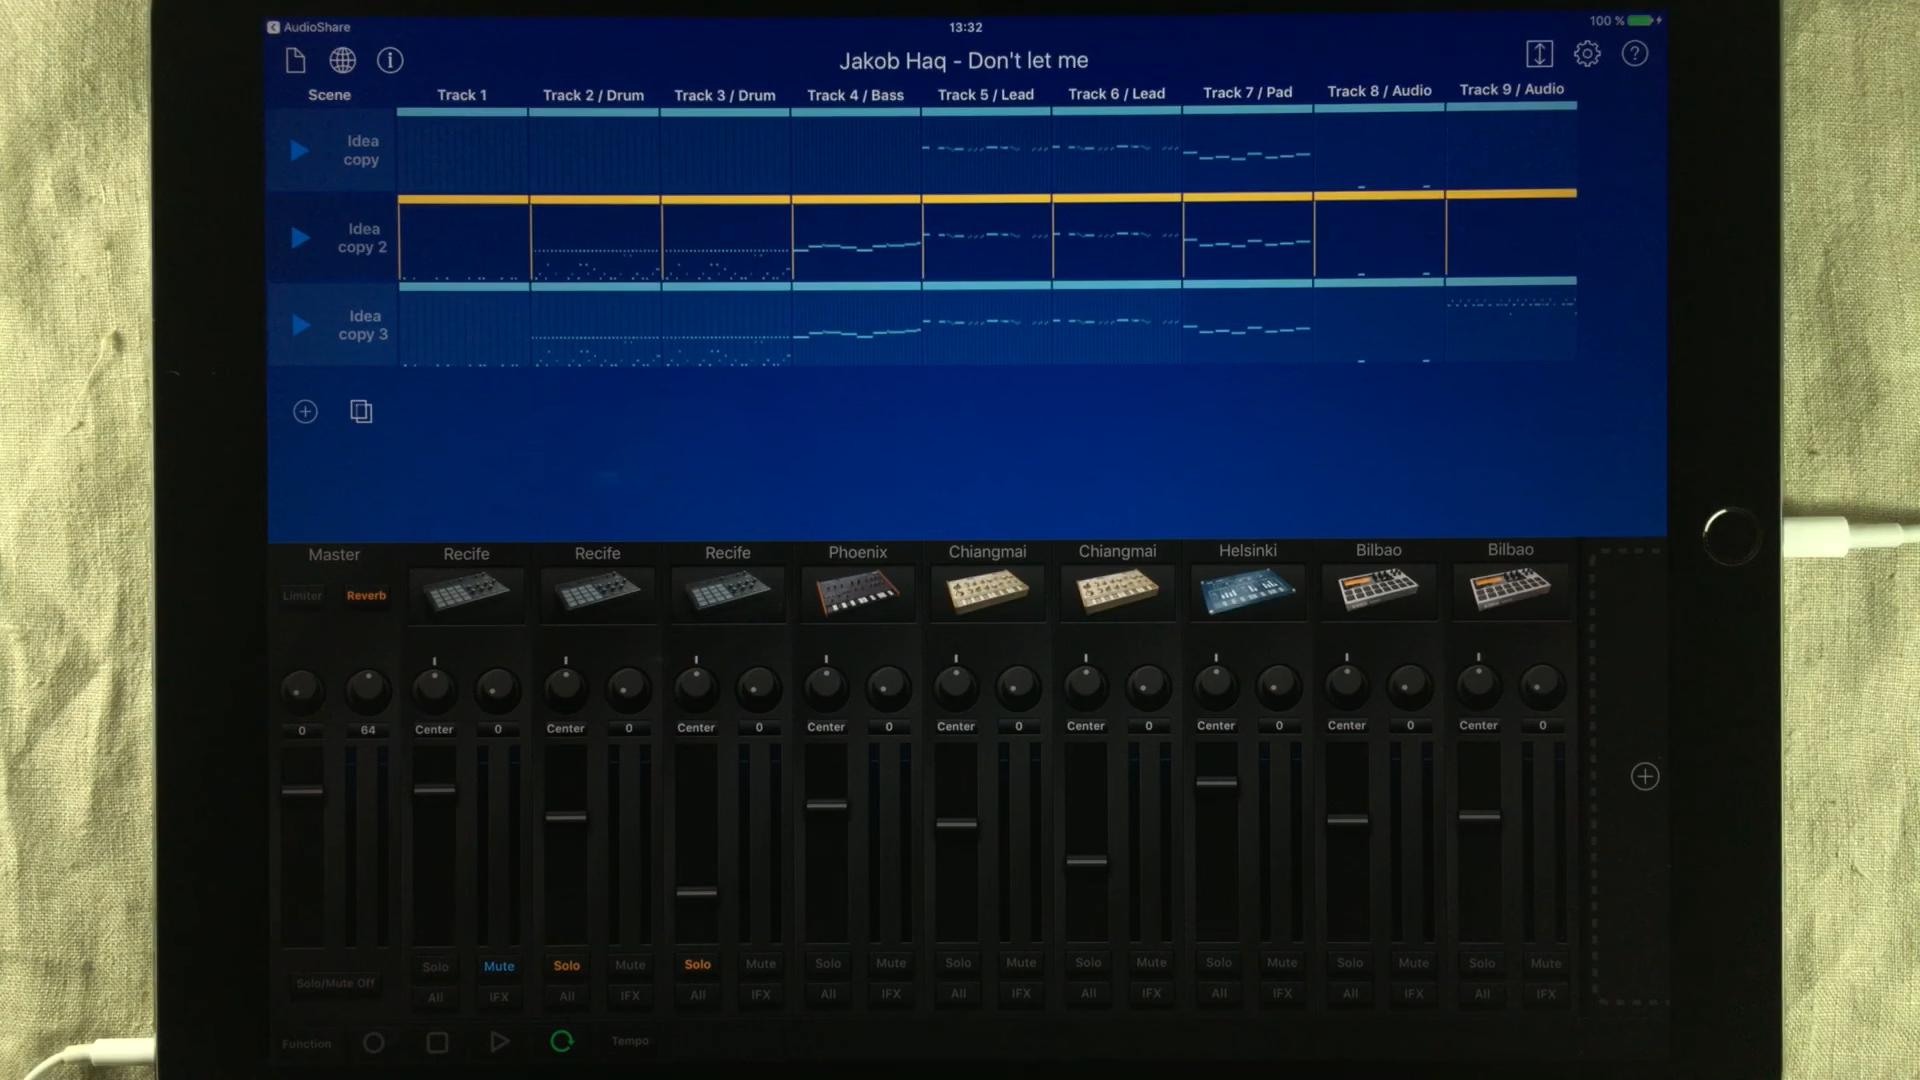 AudioShare
13:32
100 %
Jakob Haq - Don't let me
Scene
Track 1
Track 2 / Drum
Track 3 / Drum
Track 4 / Bass
Track 5 / Lead
Track 6 / Lead
Track 7 / Pad
Track 8 / Audio
Track 9 / Audio
Idea
copy
Idea
copy 2
Idea
copy 3
Master
Recife
Recife
Recife
Phoenix
Chiangmai
Chiangmai
Helsinki
Bilbao
Bilbao
Limiter
Reverb
0
64
Center
0
Center
0
Center
0
Center
0
Center
0
Center
0
Center
0
Center
0
Center
0
Solo/Mute Off
Solo
Mute
Solo
Mute
Solo
Mute
Solo
Mute
Solo
Mute
Solo
Mute
Solo
Mute
Solo
Mute
Solo
Mute
All
IFX
All
IFX
All
IFX
All
IFX
All
IFX
All
IFX
All
IFX
All
IFX
All
IFX
Function
Tempo